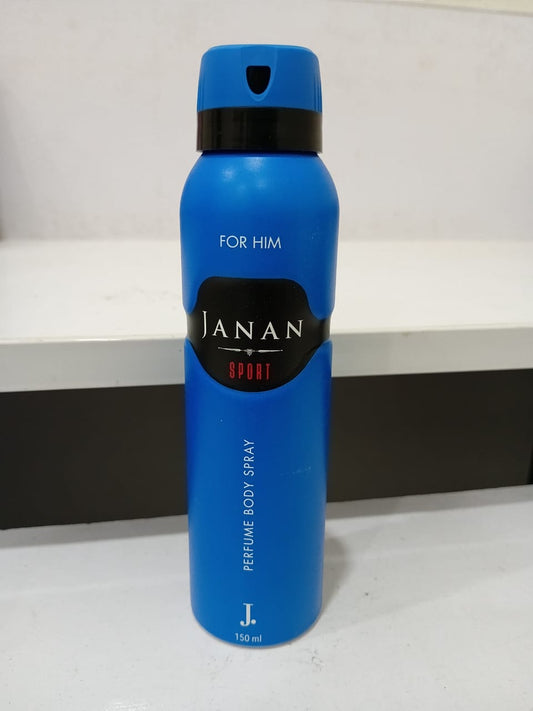 FOR HIM
JANAN
SPORT
PERFUME BODY SPRAY
J.
150 ml